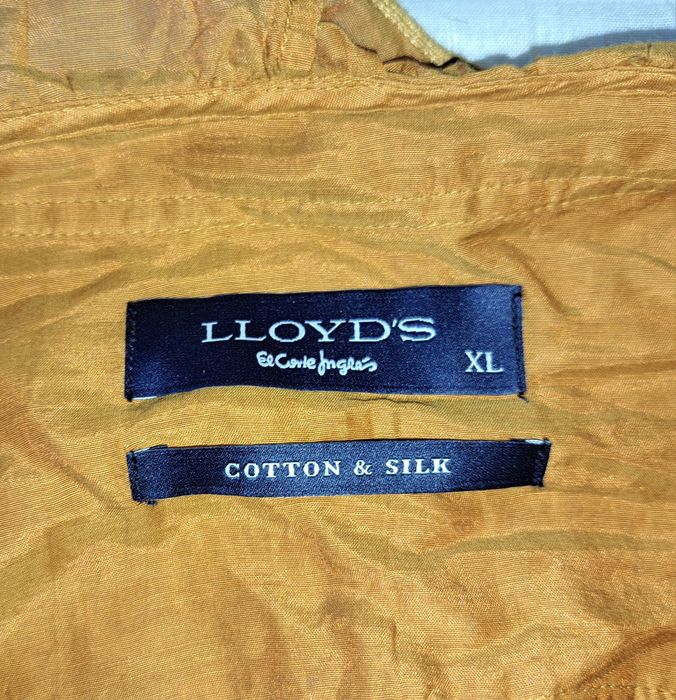 LLOYD'S
El Corte Inglés
XL
COTTON & SILK